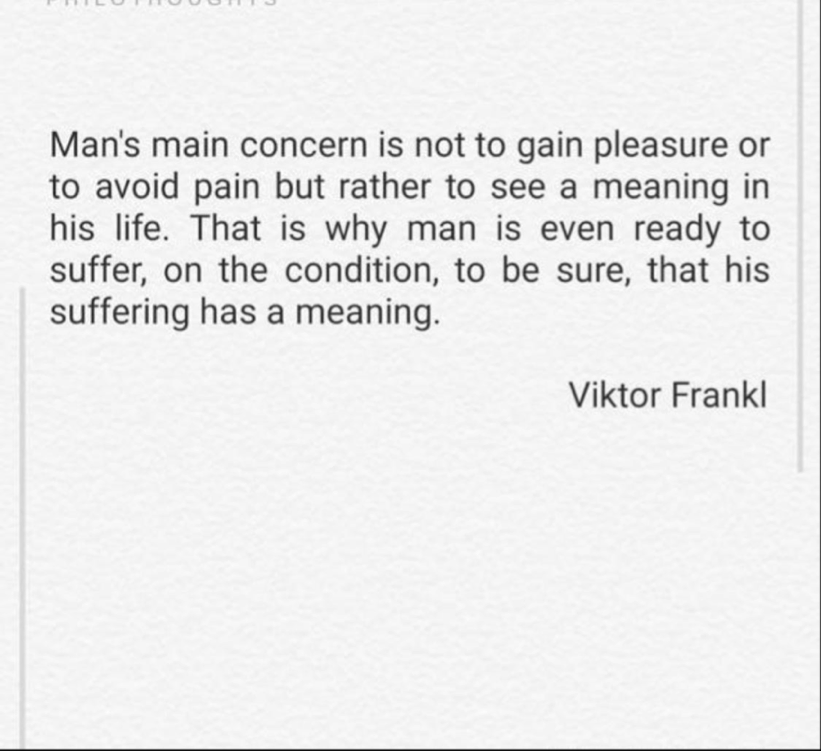 PHILOTHOUGHTS
Man's main concern is not to gain pleasure or
to avoid pain but rather to see a meaning in
his life. That is why man is even ready to
suffer, on the condition, to be sure, that his
suffering has a meaning.
Viktor Frankl